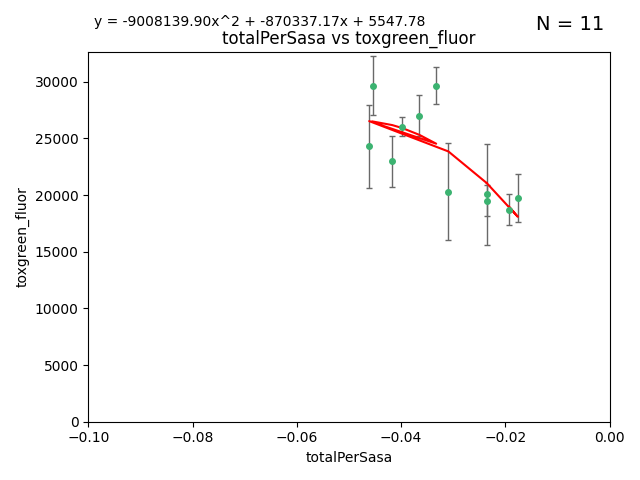 y = -9008139.90x^2 + -870337.17x + 5547.78
N = 11
totalPerSasa vs toxgreen_fluor
30000
25000
20000
15000
10000
5000
0
toxgreen_fluor
−0.10
−0.08
−0.06
−0.04
−0.02
0.00
totalPerSasa